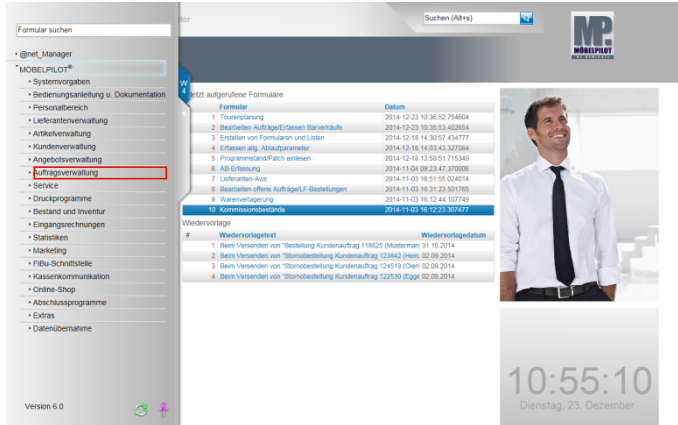 tor
Suchen (Alt+s)
MP.
MÖBELPILOT
Formular suchen
@net_Manager
MÖBELPILOT®
Systemvorgaben
Bedienungsanleitung u. Dokumentation
Personalbereich
Lieferantenverwaltung
Artikelverwaltung
Kundenverwaltung
Angebotsverwaltung
Auftragsverwaltung
Service
Druckprogramme
Bestand und Inventur
Eingangsrechnungen
Statistiken
Marketing
FiBu-Schnittstelle
Kassenkommunikation
Online-Shop
Abschlussprogramme
Extras
Datenübernahme
Version 6.0
W
4
letzt aufgerufene Formulare
Formular Datum
1 Tourenplanung 2014-12-23 10:36:52.754604
2 Bearbeiten Aufträge/Erfassen Barverkäufe 2014-12-23 10:35:53.402654
3 Erstellen von Formularen und Listen 2014-12-18 14:30:57.434777
4 Erfassen allg. Ablaufparameter 2014-12-18 14:03:43.327064
5 Programmstand/Patch einlesen 2014-12-18 13:58:51.715349
6 AB-Erfassung 2014-11-04 09:23:47.370006
7 Lieferanten-Avis 2014-11-03 16:51:55.024014
8 Bearbeiten offene Aufträge/LF-Bestellungen 2014-11-03 16:31:23.501765
9 Warenverlagerung 2014-11-03 16:12:44.107749
10 Kommissionsbestände 2014-11-03 16:12:23.307477
Wiedervorlage
# Wiedervorlagetext Wiedervorlagedatum
1 Beim Versenden von "Bestellung Kundenauftrag 118825 (Musterman 31.10.2014
2 Beim Versenden von "Stornobestellung Kundenauftrag 123842 (Hein: 02.09.2014
3 Beim Versenden von "Stornobestellung Kundenauftrag 124519 (Olen 02.09.2014
4 Beim Versenden von "Stornobestellung Kundenauftrag 122530 (Egge 02.09.2014
10:55:10
Dienstag, 23. Dezember